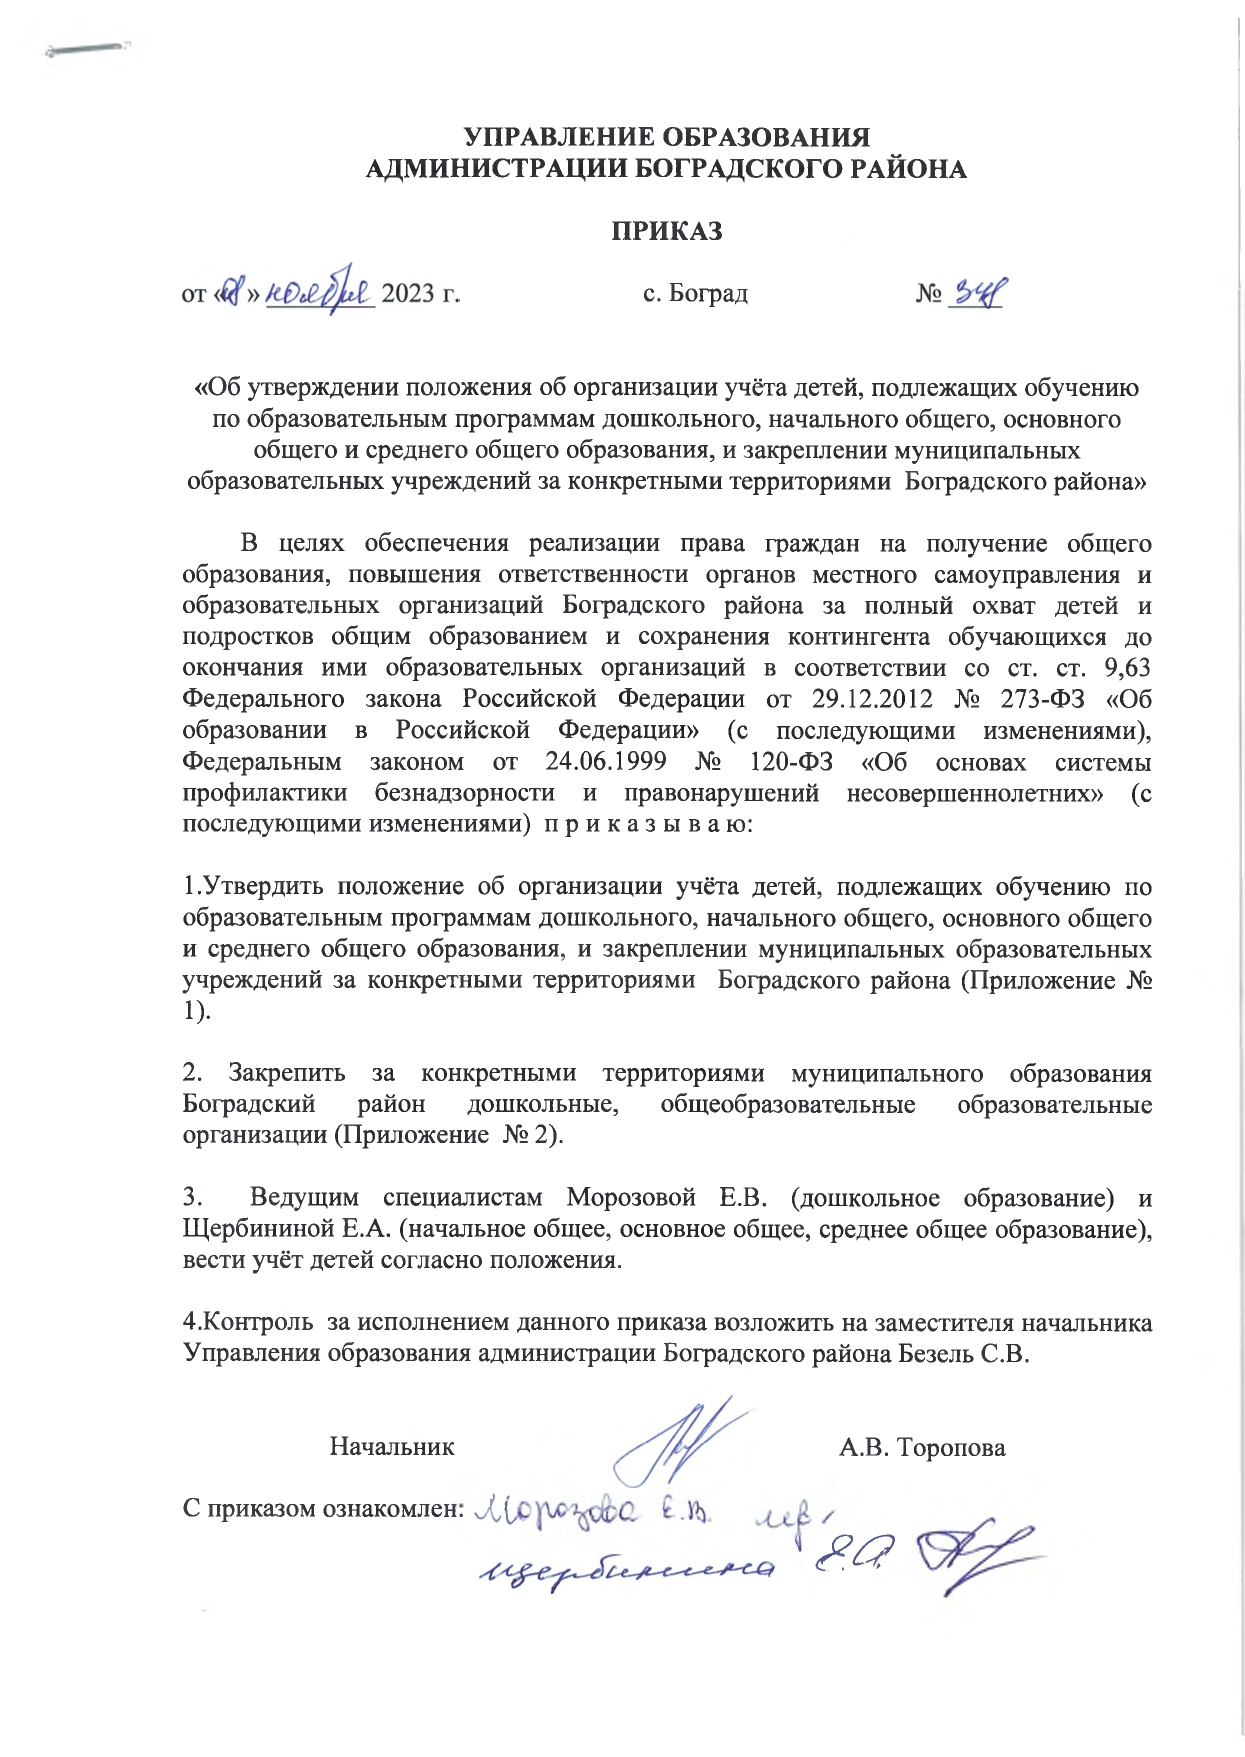 УПРАВЛЕНИЕ ОБРАЗОВАНИЯ
АДМИНИСТРАЦИИ БОГРАДСКОГО РАЙОНА
ПРИКАЗ
от « » ноября 2023 г. с. Боград №
«Об утверждении положения об организации учёта детей, подлежащих обучению
по образовательным программам дошкольного, начального общего, основного
общего и среднего общего образования, и закреплении муниципальных
образовательных учреждений за конкретными территориями Боградского района»
В целях обеспечения реализации права граждан на получение общего
образования, повышения ответственности органов местного самоуправления и
образовательных организаций Боградского района за полный охват детей и
подростков общим образованием и сохранения контингента обучающихся до
окончания ими образовательных организаций в соответствии со ст. ст. 9,63
Федерального закона Российской Федерации от 29.12.2012 № 273-ФЗ «Об
образовании в Российской Федерации» (с последующими изменениями),
Федеральным законом от 24.06.1999 № 120-ФЗ «Об основах системы
профилактики безнадзорности и правонарушений несовершеннолетних» (с
последующими изменениями) п р и к а з ы в а ю:
1.Утвердить положение об организации учёта детей, подлежащих обучению по
образовательным программам дошкольного, начального общего, основного общего
и среднего общего образования, и закреплении муниципальных образовательных
учреждений за конкретными территориями Боградского района (Приложение №
1).
2. Закрепить за конкретными территориями муниципального образования
Боградский район дошкольные, общеобразовательные образовательные
организации (Приложение № 2).
3. Ведущим специалистам Морозовой Е.В. (дошкольное образование) и
Щербининой Е.А. (начальное общее, основное общее, среднее общее образование),
вести учёт детей согласно положения.
4.Контроль за исполнением данного приказа возложить на заместителя начальника
Управления образования администрации Боградского района Безель С.В.
Начальник А.В. Торопова
С приказом ознакомлен: Морозова Е.В.
Щербинина Е.А.